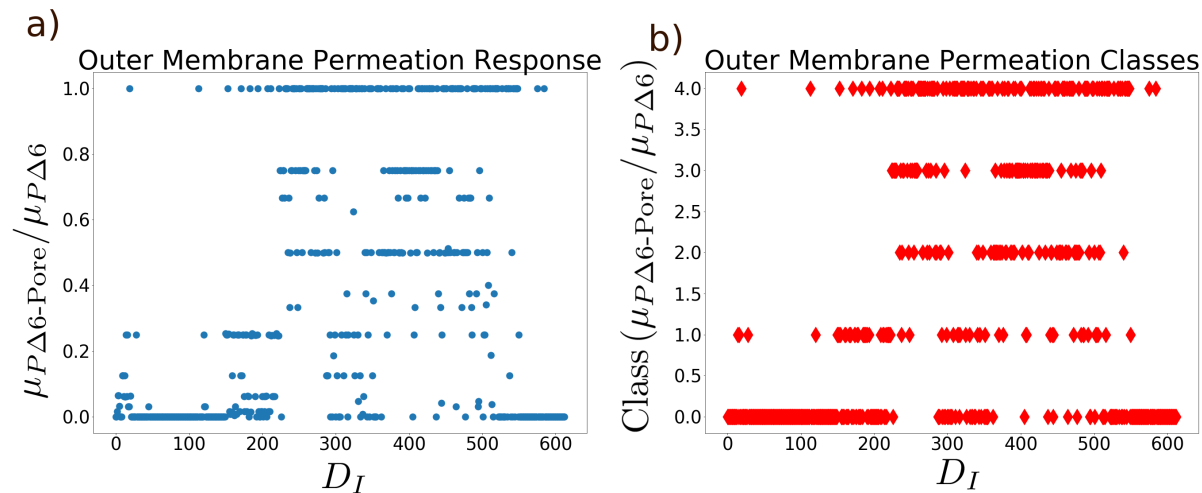 a)
Outer Membrane Permeation Response
μPΔ6-Pore/μPΔ6
1.0
0.8
0.6
0.4
0.2
0.0
0 100 200 300 400 500 600
D_I
b)
Outer Membrane Permeation Classes
Class (μPΔ6-Pore/μPΔ6)
4.0
3.5
3.0
2.5
2.0
1.5
1.0
0.5
0.0
0 100 200 300 400 500 600
D_I